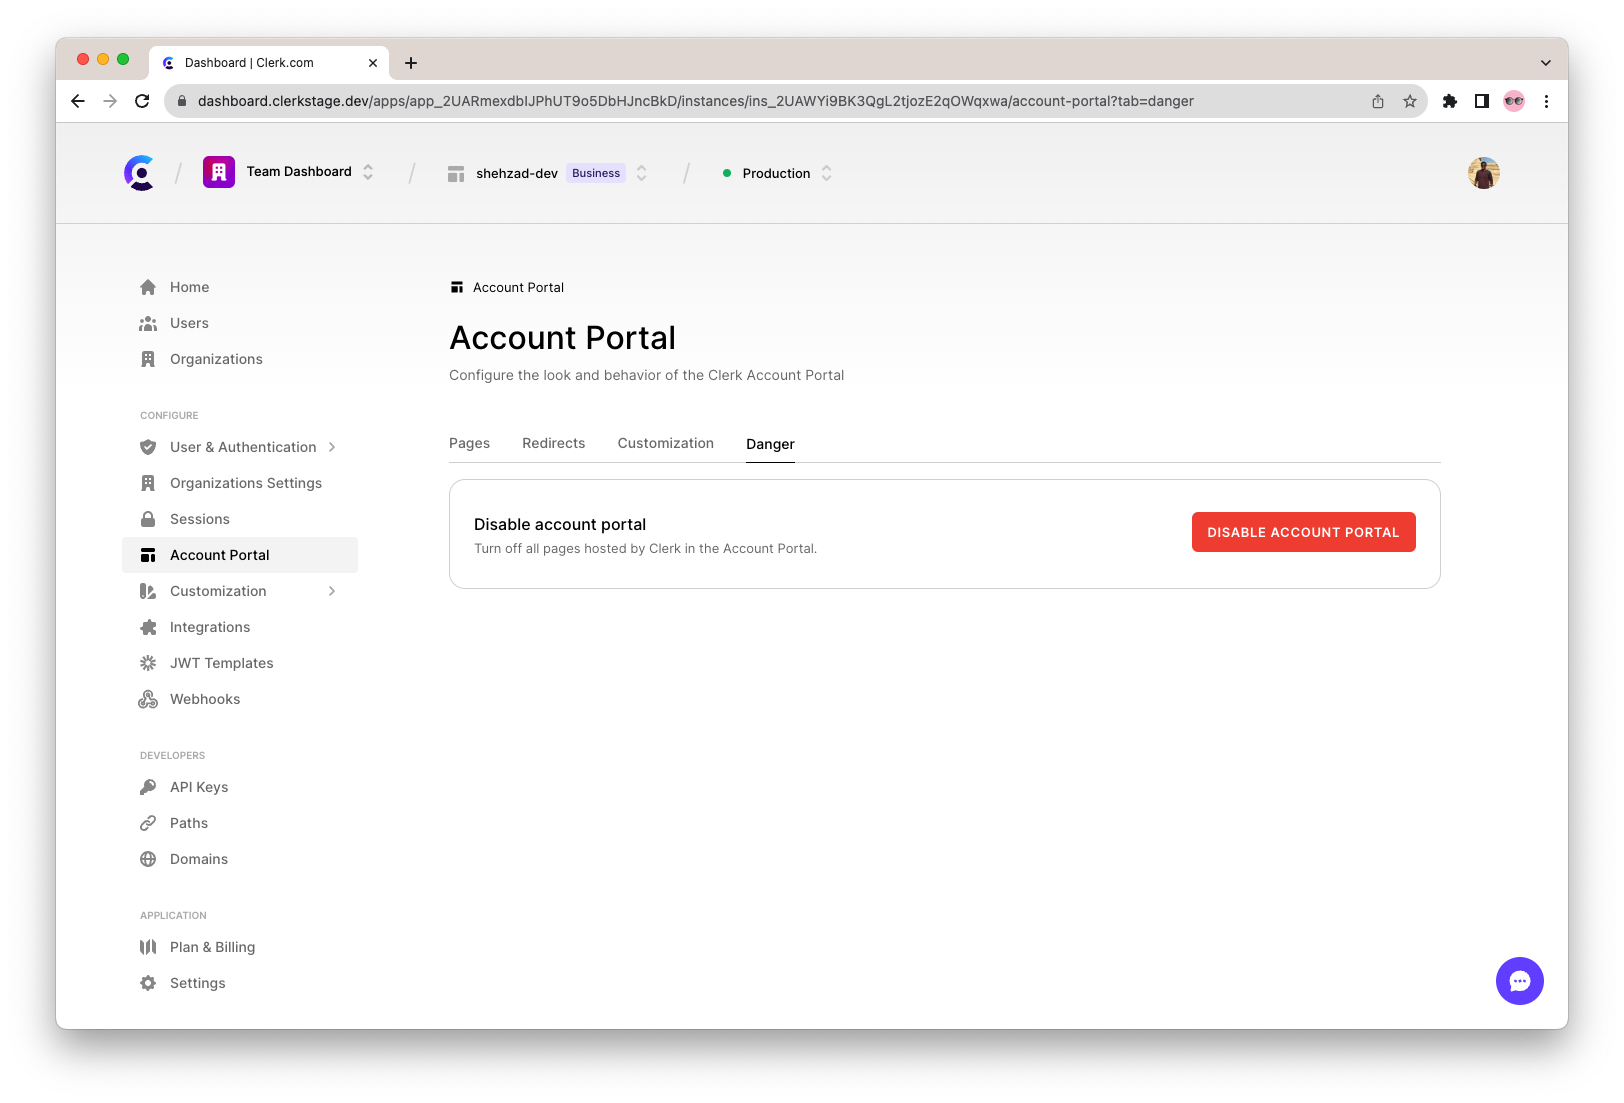 Dashboard | Clerk.com
dashboard.clerkstage.dev/apps/app_2UARmexdbIJPhUT9o5DbHJncBkD/instances/ins_2UAWYi9BK3QgL2tjozE2qOWqxwa/account-portal?tab=danger
/ Team Dashboard / shehzad-dev Business / Production
Home
Users
Organizations
CONFIGURE
User & Authentication
Organizations Settings
Sessions
Account Portal
Customization
Integrations
JWT Templates
Webhooks
DEVELOPERS
API Keys
Paths
Domains
APPLICATION
Plan & Billing
Settings
Account Portal
Account Portal
Configure the look and behavior of the Clerk Account Portal
Pages Redirects Customization Danger
Disable account portal
Turn off all pages hosted by Clerk in the Account Portal.
DISABLE ACCOUNT PORTAL